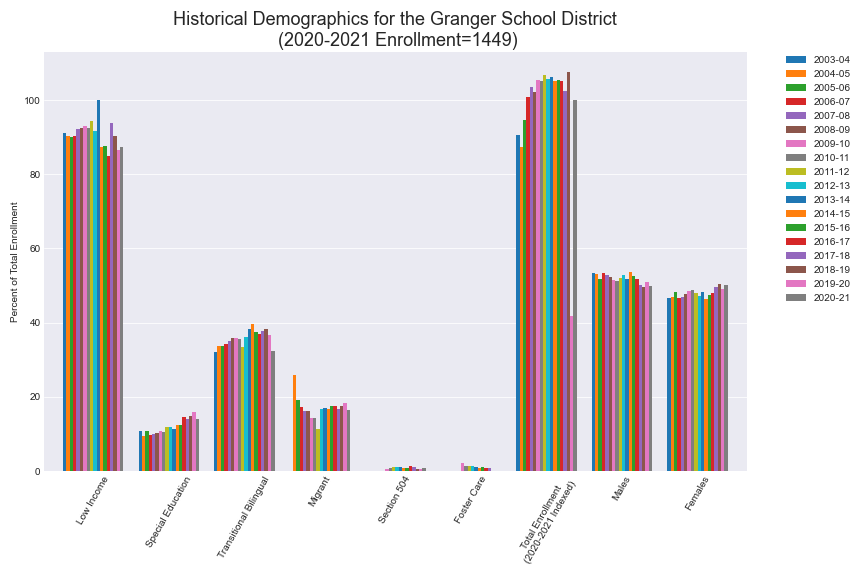 Historical Demographics for the Granger School District
(2020-2021 Enrollment=1449)
Percent of Total Enrollment
100
80
60
40
20
0
Low Income
Special Education
Transitional Bilingual
Migrant
Section 504
Foster Care
Total Enrollment
(2020-2021 Indexed)
Males
Females
2003-04
2004-05
2005-06
2006-07
2007-08
2008-09
2009-10
2010-11
2011-12
2012-13
2013-14
2014-15
2015-16
2016-17
2017-18
2018-19
2019-20
2020-21